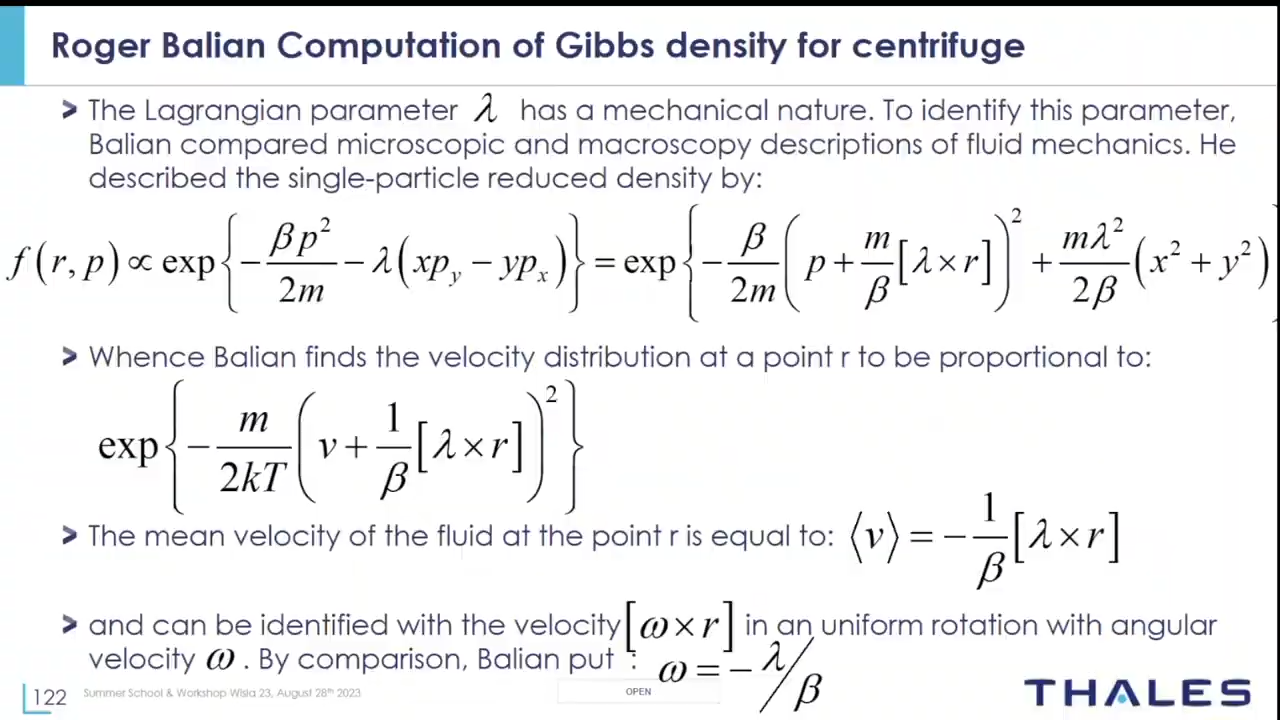 Roger Balian Computation of Gibbs density for centrifuge
➤ The Lagrangian parameter λ has a mechanical nature. To identify this parameter,
Balian compared microscopic and macroscopy descriptions of fluid mechanics. He
described the single-particle reduced density by:
f(r, p) ∝ exp{−βp²/2m − λ(xp_y − yp_x)} = exp{−β/2m (p + m/β [λ × r])² + mλ²/2β (x² + y²)
➤ Whence Balian finds the velocity distribution at a point r to be proportional to:
exp{−m/2kT (v + 1/β [λ × r])²}
➤ The mean velocity of the fluid at the point r is equal to: ⟨v⟩ = −1/β [λ × r]
➤ and can be identified with the velocity [ω × r] in an uniform rotation with angular
velocity ω . By comparison, Balian put : ω = −λ/β
122 Summer School & Workshop Wisla 23, August 28th 2023 OPEN THALES